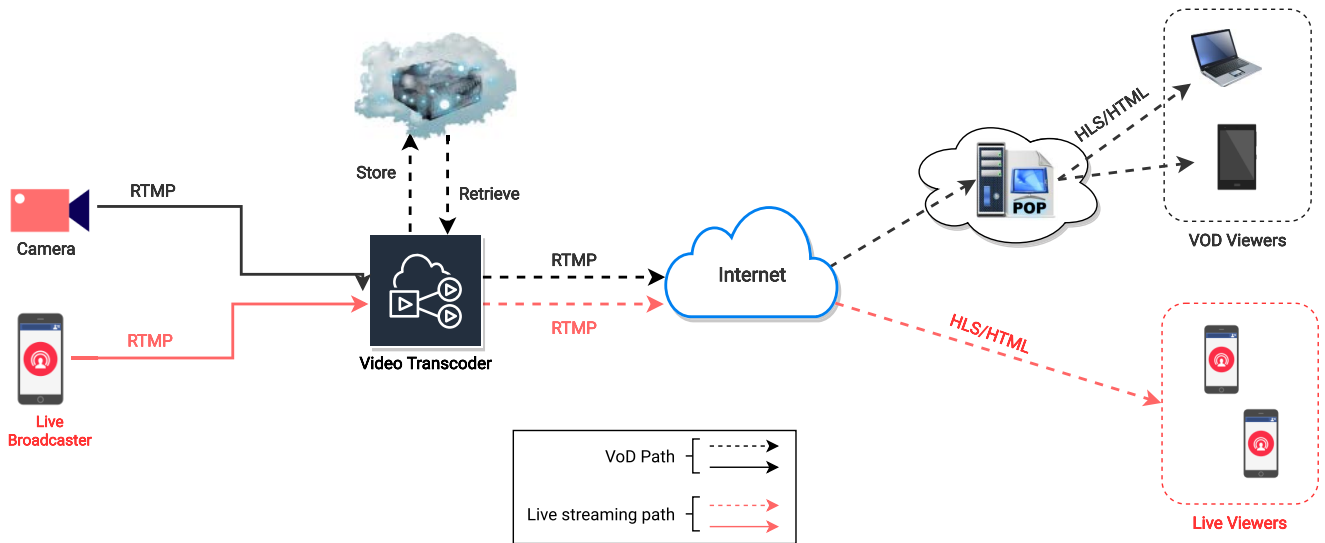 HLS/HTML
Store
Retrieve
RTMP
POP
Camera
VOD Viewers
RTMP
Internet
RTMP
RTMP
HLS/HTML
Video Transcoder
Live
Broadcaster
VoD Path
Live streaming path
Live Viewers